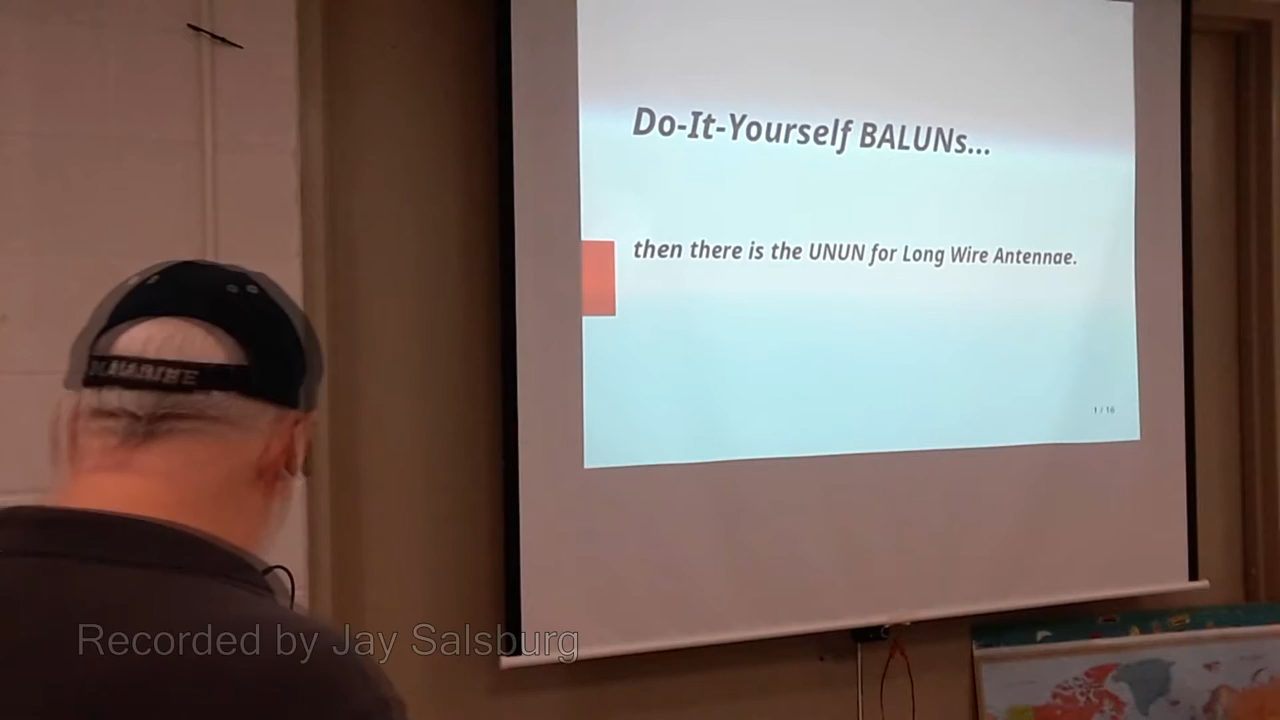 Do-It-Yourself BALUNs...
then there is the UNUN for Long Wire Antennae.
1 / 16
Recorded by Jay Salsburg